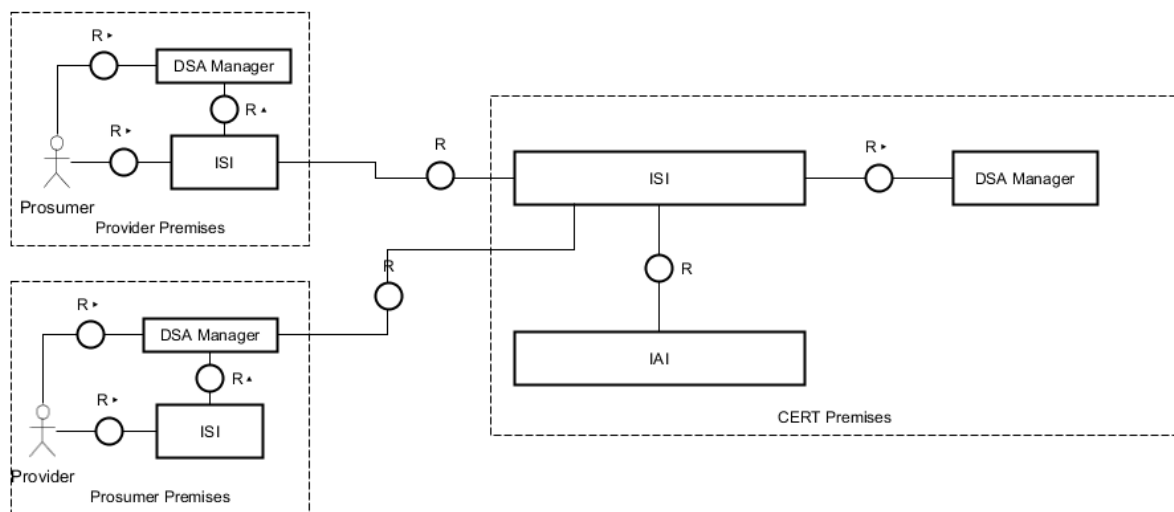 R ▸
DSA Manager
R ▴
R ▸
ISI
Prosumer
Provider Premises
R
ISI
R ▸
DSA Manager
R
R
IAI
CERT Premises
R ▸
DSA Manager
R ▴
R ▸
ISI
Provider
Prosumer Premises